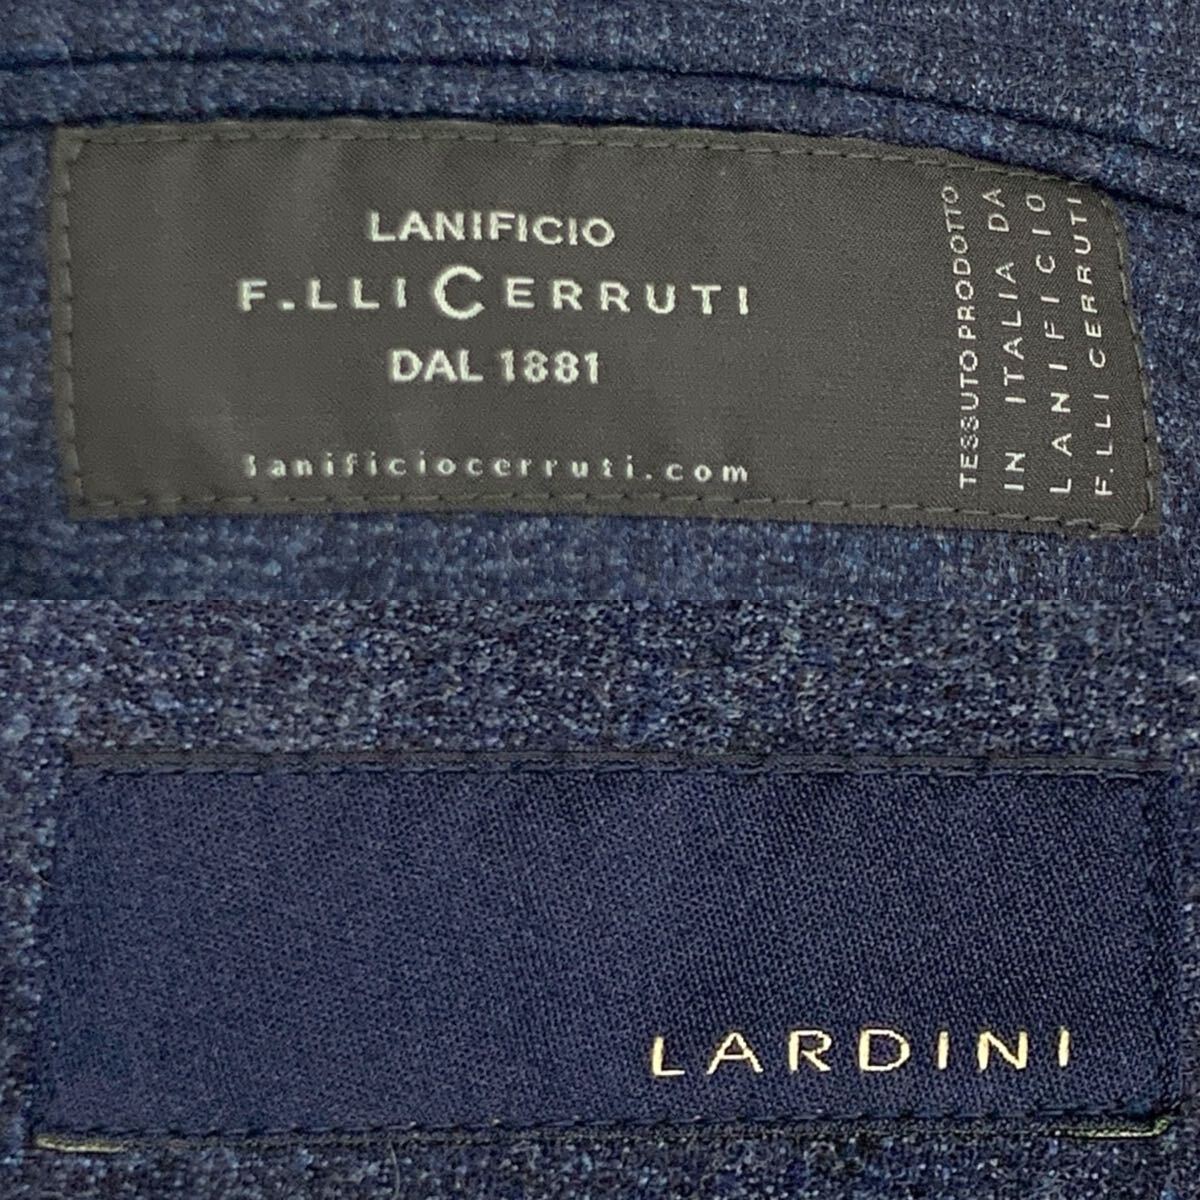 LANIFICIO
F.LLI CERRUTI
DAL 1881
lanificiocerruti.com
TESSUTO PRODOTTO
IN ITALIA DA
LANIFICIO
F.LLI CERRUTI
LARDINI